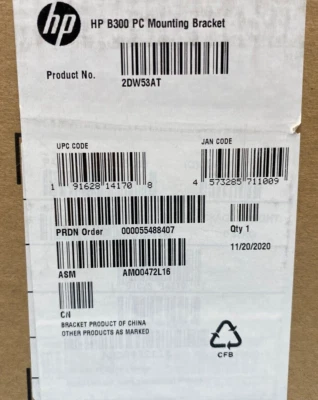 hp HP B300 PC Mounting Bracket
Product No. 2DW53AT
UPC CODE JAN CODE
1 91628 14170 8 4 573285 711009
PRDN Order 000055488407 Qty 1
11/20/2020
ASM AMO0472L16
CN
BRACKET PRODUCT OF CHINA
OTHER PRODUCTS AS MARKED
CFB